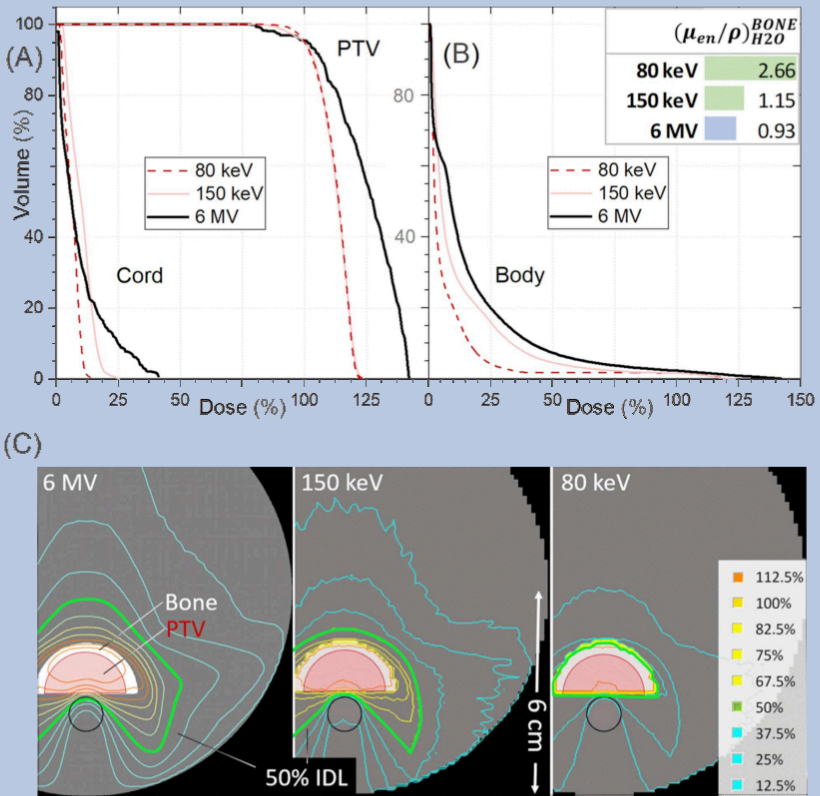 (A)
100
80
40
20
0
Volume (%)
PTV
80 keV
150 keV
6 MV
Cord
0 25 50 75 100 125
Dose (%)
(B)
80
40
(μen/ρ)BONE H2O
80 keV 2.66
150 keV 1.15
6 MV 0.93
80 keV
150 keV
6 MV
Body
0 25 50 75 100 125 150
Dose (%)
(C)
6 MV
150 keV
80 keV
Bone
PTV
50% IDL
6 cm
112.5%
100%
82.5%
75%
67.5%
50%
37.5%
25%
12.5%